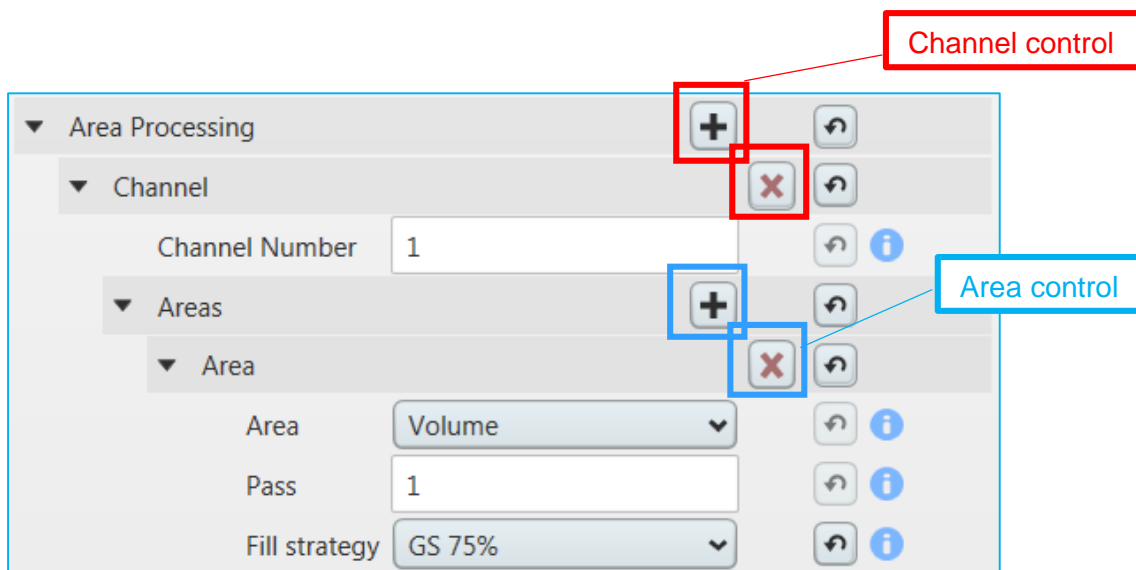 Channel control
Area Processing
Channel
Channel Number 1
Area control
Areas
Area
Area Volume
Pass 1
Fill strategy GS 75%